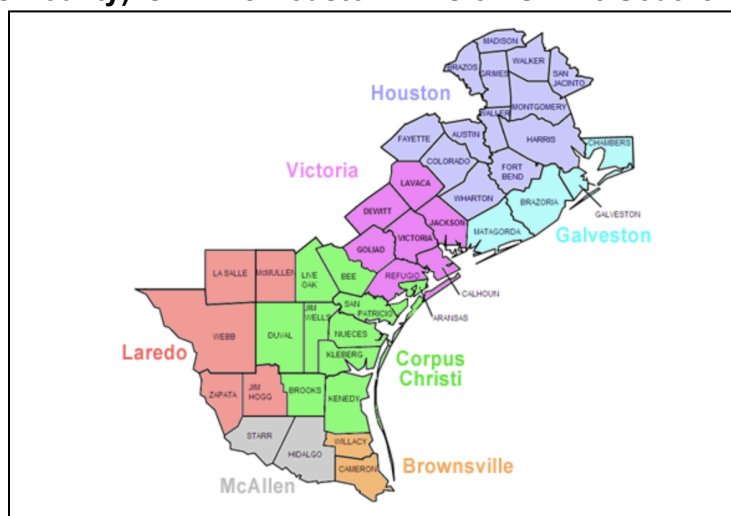 MADISON
BRAZOS
GRIMES
WALKER
SAN
JACINTO
Houston
MONTGOMERY
WALLER
FAYETTE
AUSTIN
HARRIS
CHAMBERS
COLORADO
Victoria
FORT
BEND
LAVACA
WHARTON
BRAZORIA
DEWITT
GALVESTON
JACKSON
MATAGORDA
Galveston
VICTORIA
GOLIAD
LA SALLE
McMULLEN
LIVE
OAK
BEE
REFUGIO
CALHOUN
SAN
PATRICIO
JIM
WELLS
ARANSAS
WEBB
DUVAL
NUECES
Laredo
KLEBERG
Corpus
Christi
ZAPATA
JIM
HOGG
BROOKS
KENEDY
STARR
WILLACY
HIDALGO
Brownsville
CAMERON
McAllen